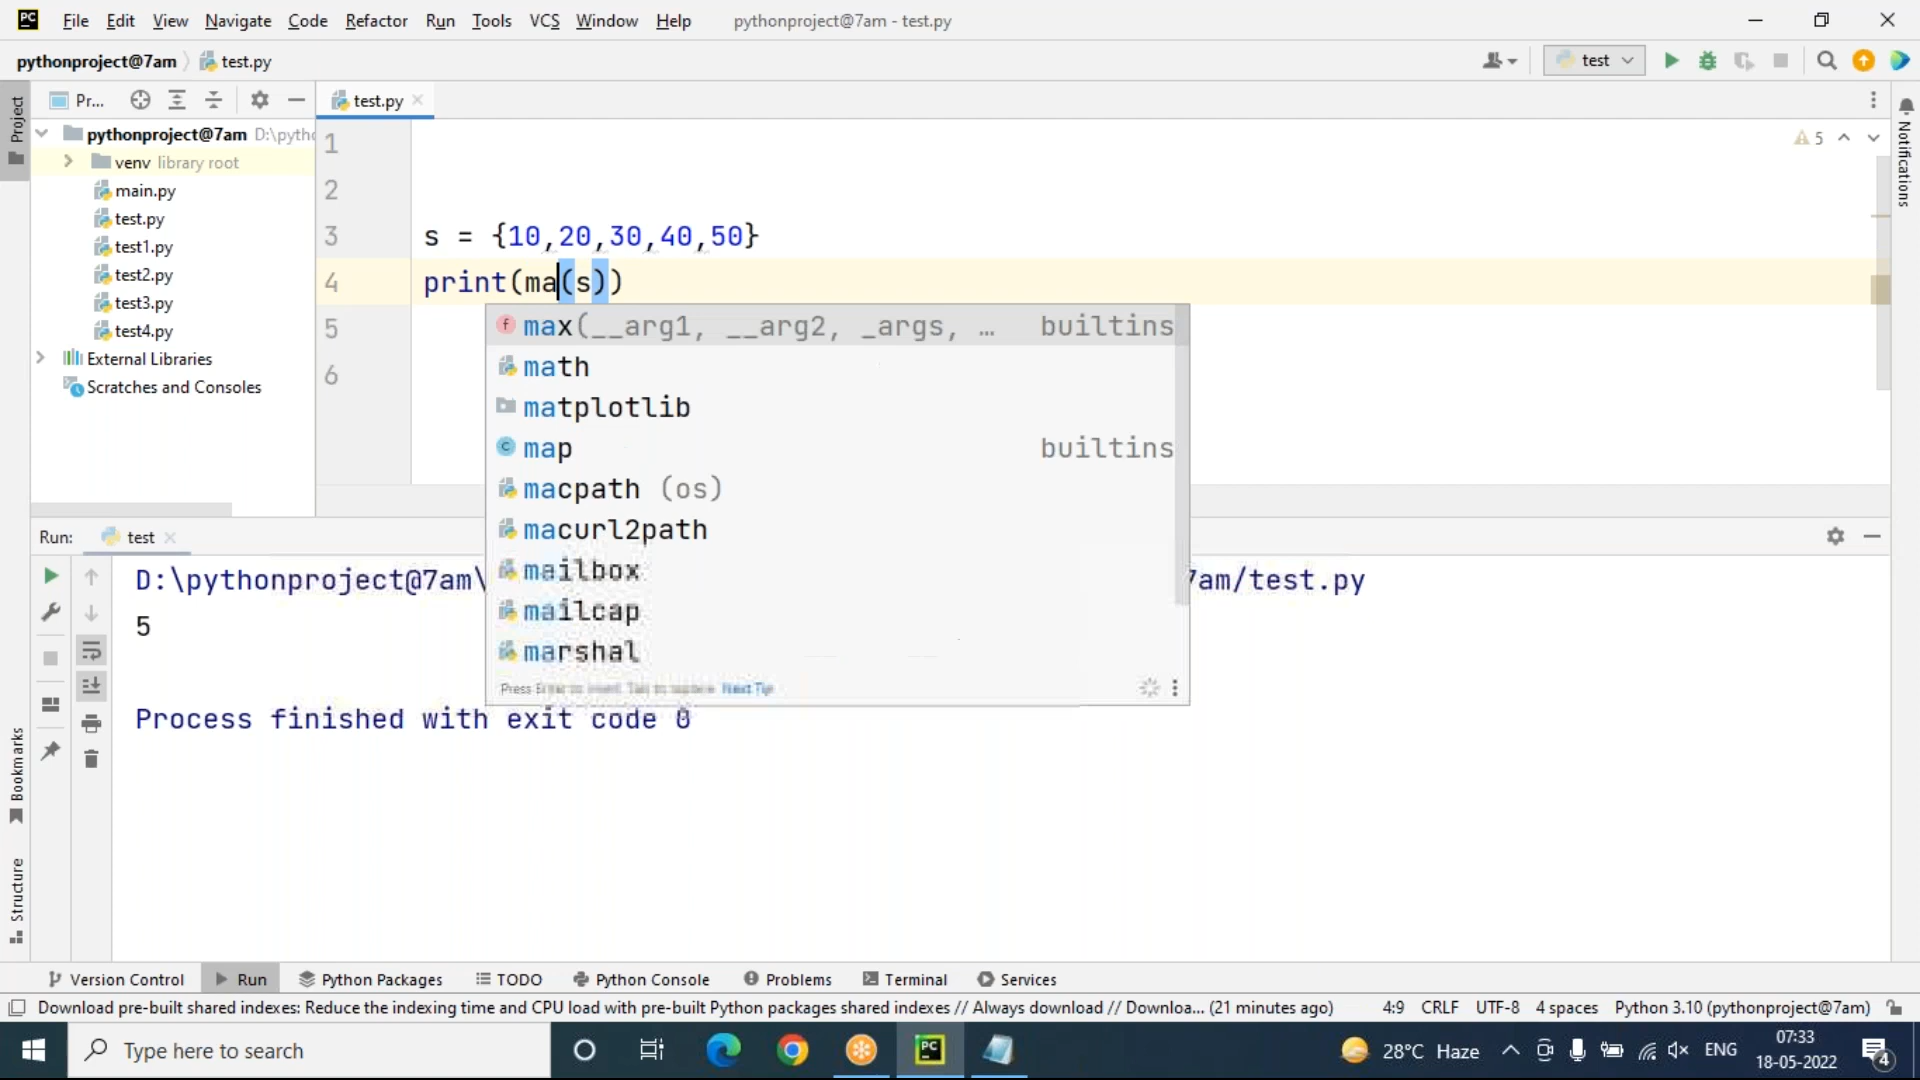 PC File Edit View Navigate Code Refactor Run Tools VCS Window Help pythonproject@7am - test.py
pythonproject@7am test.py test
Project
Pr... test.py
Notifications
pythonproject@7am D:\pytho
venv library root
main.py
test.py
test1.py
test2.py
test3.py
test4.py
External Libraries
Scratches and Consoles
5
1
2
3 s = {10,20,30,40,50}
4 print(ma(s))
5
6
max(__arg1, __arg2, _args, … builtins
math
matplotlib
map builtins
macpath (os)
macurl2path
mailbox
mailcap
marshal
Press Enter to insert, Tab to replace Next Tip
Run: test
D:\pythonproject@7am\ 7am/test.py
5
Process finished with exit code 0
Bookmarks
Structure
Version Control Run Python Packages TODO Python Console Problems Terminal Services
Download pre-built shared indexes: Reduce the indexing time and CPU load with pre-built Python packages shared indexes // Always download // Downloa... (21 minutes ago) 4:9 CRLF UTF-8 4 spaces Python 3.10 (pythonproject@7am)
Type here to search PC 28°C Haze ENG 07:33
18-05-2022 4